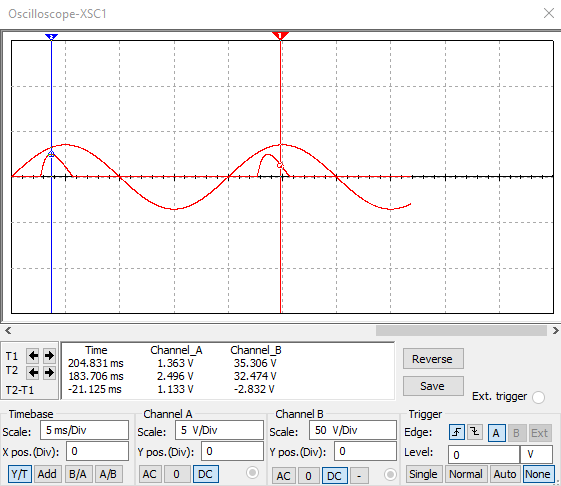 Oscilloscope-XSC1
2 1
T1
T2
T2-T1
Time Channel_A Channel_B
204.831 ms 1.363 V 35.306 V
183.706 ms 2.496 V 32.474 V
-21.125 ms 1.133 V -2.832 V
Reverse
Save
Ext. trigger
Timebase
Scale: 5 ms/Div
X pos.(Div): 0
Y/T Add B/A A/B
Channel A
Scale: 5 V/Div
Y pos.(Div): 0
AC 0 DC
Channel B
Scale: 50 V/Div
Y pos.(Div): 0
AC 0 DC -
Trigger
Edge: A B Ext
Level: 0 V
Single Normal Auto None